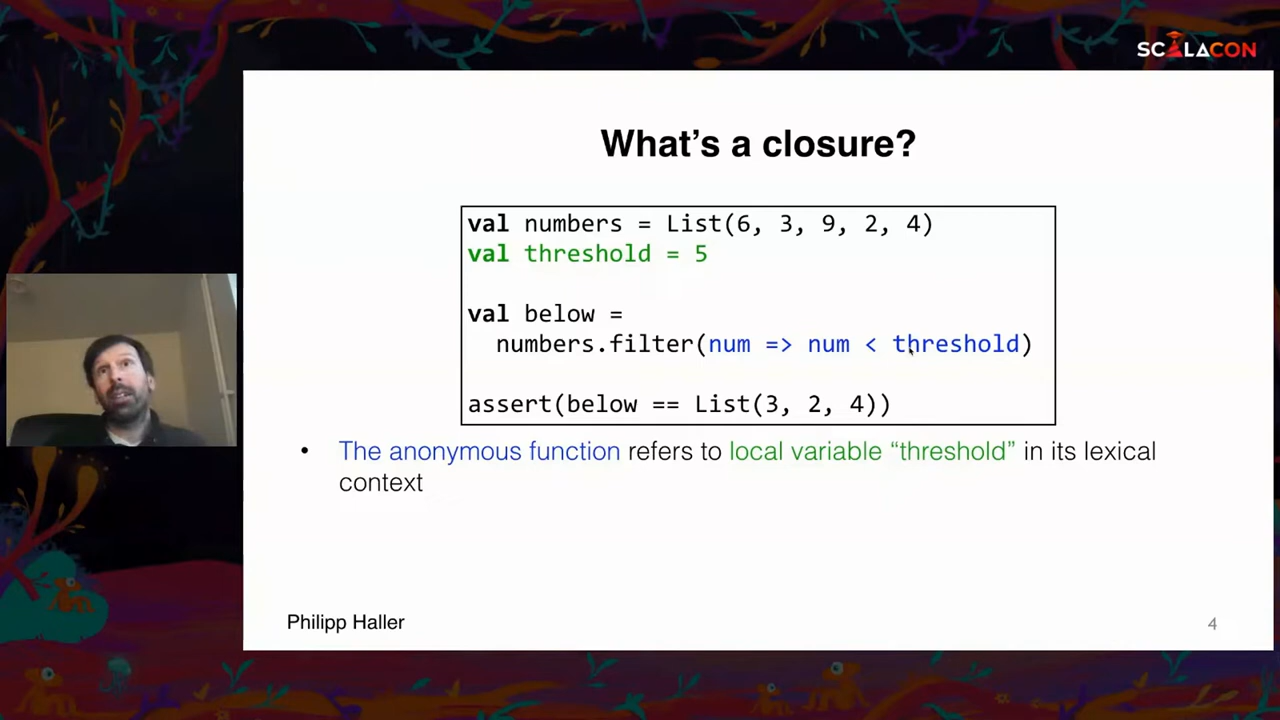 SCALACON
What’s a closure?
val numbers = List(6, 3, 9, 2, 4)
val threshold = 5
val below =
numbers.filter(num => num < threshold)
assert(below == List(3, 2, 4))
• The anonymous function refers to local variable “threshold” in its lexical
context
Philipp Haller
4